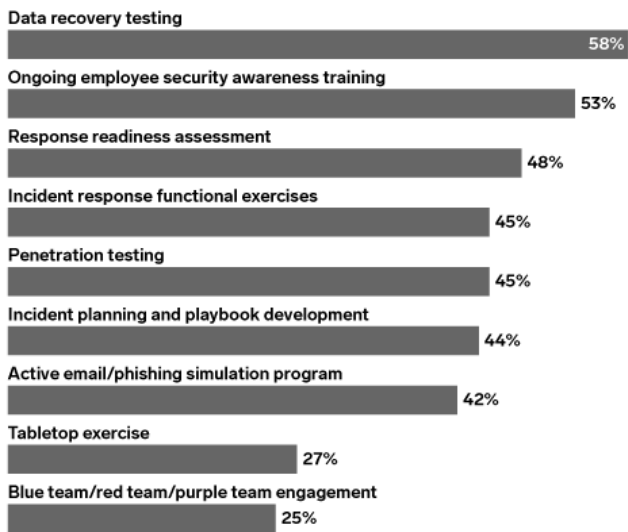 Data recovery testing
58%
Ongoing employee security awareness training
53%
Response readiness assessment
48%
Incident response functional exercises
45%
Penetration testing
45%
Incident planning and playbook development
44%
Active email/phishing simulation program
42%
Tabletop exercise
27%
Blue team/red team/purple team engagement
25%